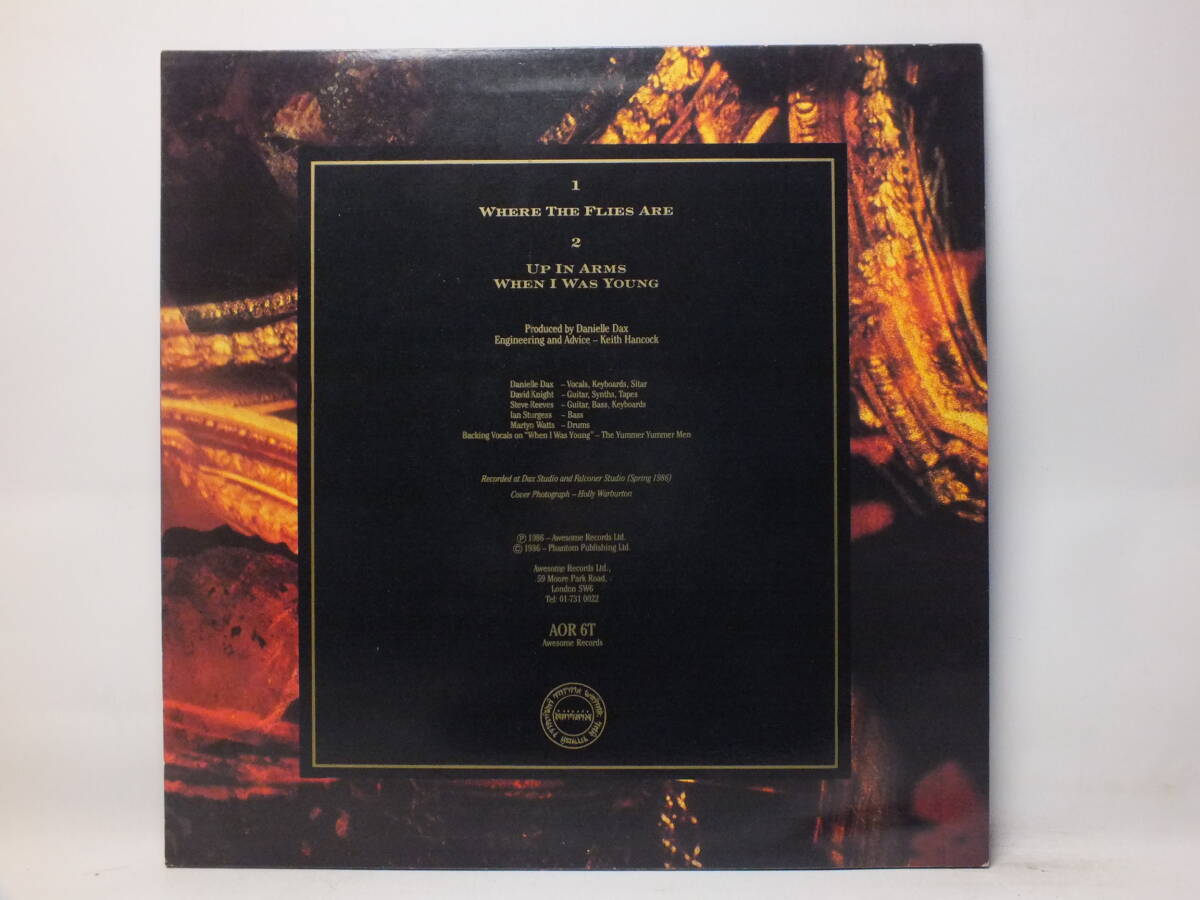 1
WHERE THE FLIES ARE
2
UP IN ARMS
WHEN I WAS YOUNG
Produced by Danielle Dax
Engineering and Advice – Keith Hancock
Danielle Dax – Vocals, Keyboards, Sitar
David Knight – Guitar, Synths, Tapes
Steve Reeves – Guitar, Bass, Keyboards
Ian Sturgess – Bass
Martyn Watts – Drums
Backing Vocals on "When I Was Young" – The Yummer Yummer Men
Recorded at Dax Studio and Falconer Studio (Spring 1986)
Cover Photograph – Holly Warburton
Ⓟ 1986 – Awesome Records Ltd.
© 1986 – Phantom Publishing Ltd.
Awesome Records Ltd.,
59 Moore Park Road,
London SW6
Tel: 01-731 0022
AOR 6T
Awesome Records